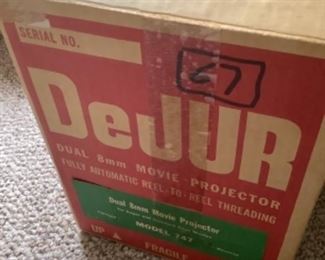 SERIAL NO.
67
DeJUR
DUAL 8mm MOVIE PROJECTOR
FULLY AUTOMATIC REEL-TO-REEL THREADING
Dual 8mm Movie Projector
MODEL 747
UP FRAGILE